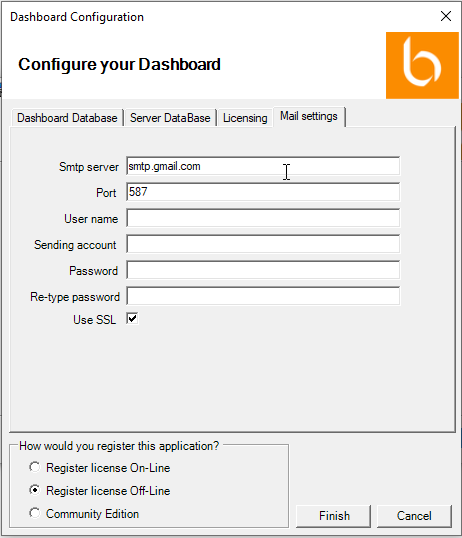 Dashboard Configuration
Configure your Dashboard
Dashboard Database Server DataBase Licensing Mail settings
Smtp server smtp.gmail.com
Port 587
User name
Sending account
Password
Re-type password
Use SSL
How would you register this application?
Register license On-Line
Register license Off-Line
Community Edition
Finish Cancel